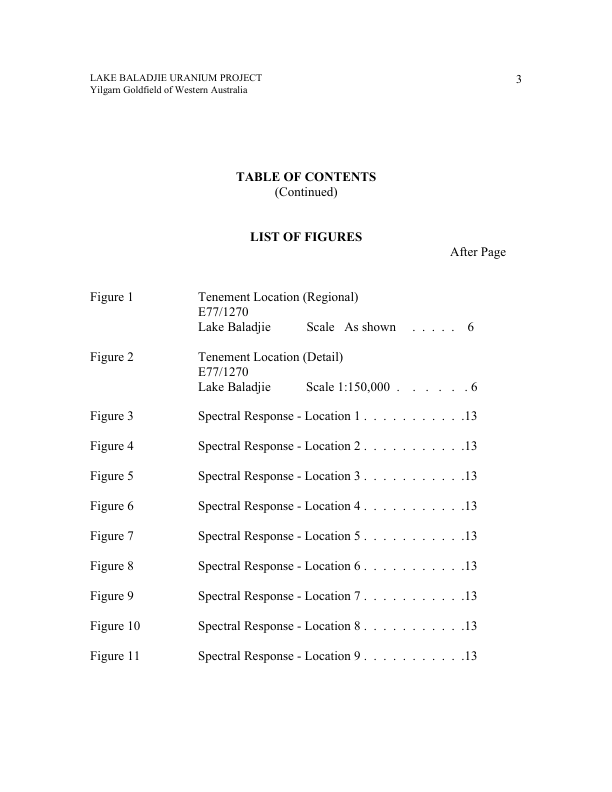 LAKE BALADJIE URANIUM PROJECT 3
Yilgarn Goldfield of Western Australia
TABLE OF CONTENTS
(Continued)
LIST OF FIGURES
After Page
Figure 1 Tenement Location (Regional)
E77/1270
Lake Baladjie Scale As shown . . . . . 6
Figure 2 Tenement Location (Detail)
E77/1270
Lake Baladjie Scale 1:150,000 . . . . . . 6
Figure 3 Spectral Response - Location 1 . . . . . . . . . . .13
Figure 4 Spectral Response - Location 2 . . . . . . . . . . .13
Figure 5 Spectral Response - Location 3 . . . . . . . . . . .13
Figure 6 Spectral Response - Location 4 . . . . . . . . . . .13
Figure 7 Spectral Response - Location 5 . . . . . . . . . . .13
Figure 8 Spectral Response - Location 6 . . . . . . . . . . .13
Figure 9 Spectral Response - Location 7 . . . . . . . . . . .13
Figure 10 Spectral Response - Location 8 . . . . . . . . . . .13
Figure 11 Spectral Response - Location 9 . . . . . . . . . . .13